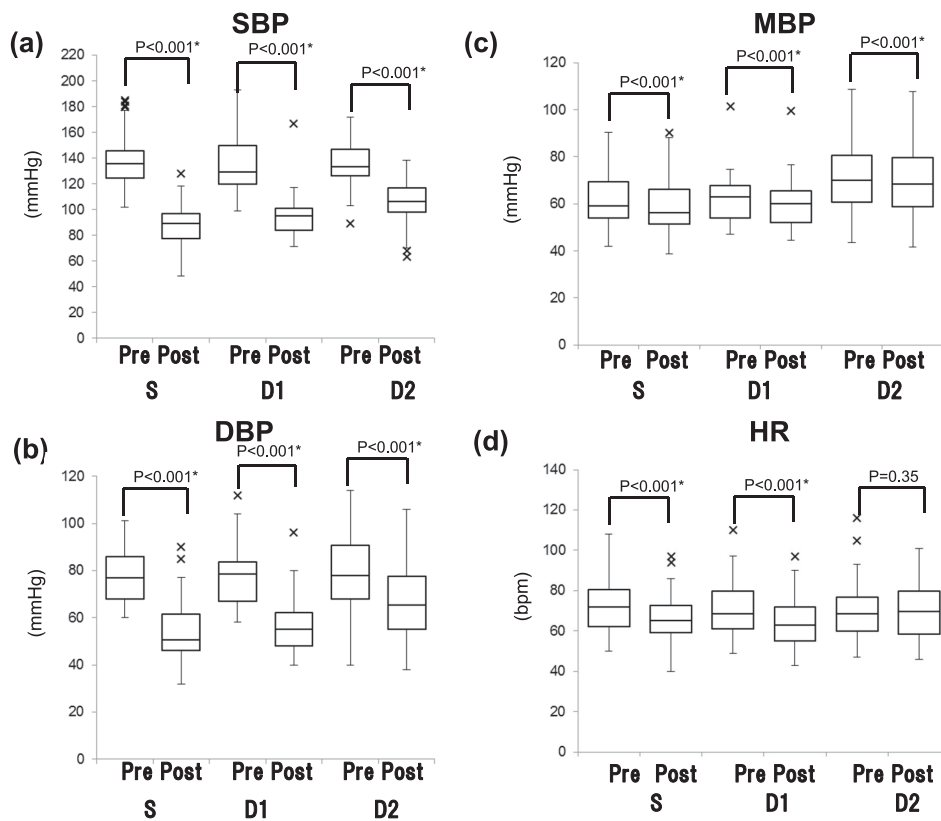 (a)
SBP
P<0.001*
P<0.001*
P<0.001*
220
200
180
160
140
120
100
80
60
40
20
0
(mmHg)
Pre Post Pre Post Pre Post
S D1 D2
(c)
MBP
P<0.001*
P<0.001*
P<0.001*
120
100
80
60
40
20
0
(mmHg)
Pre Post Pre Post Pre Post
S D1 D2
(b)
DBP
P<0.001*
P<0.001*
P<0.001*
120
100
80
60
40
20
0
(mmHg)
Pre Post Pre Post Pre Post
S D1 D2
(d)
HR
P<0.001*
P<0.001*
P=0.35
140
120
100
80
60
40
20
0
(bpm)
Pre Post Pre Post Pre Post
S D1 D2